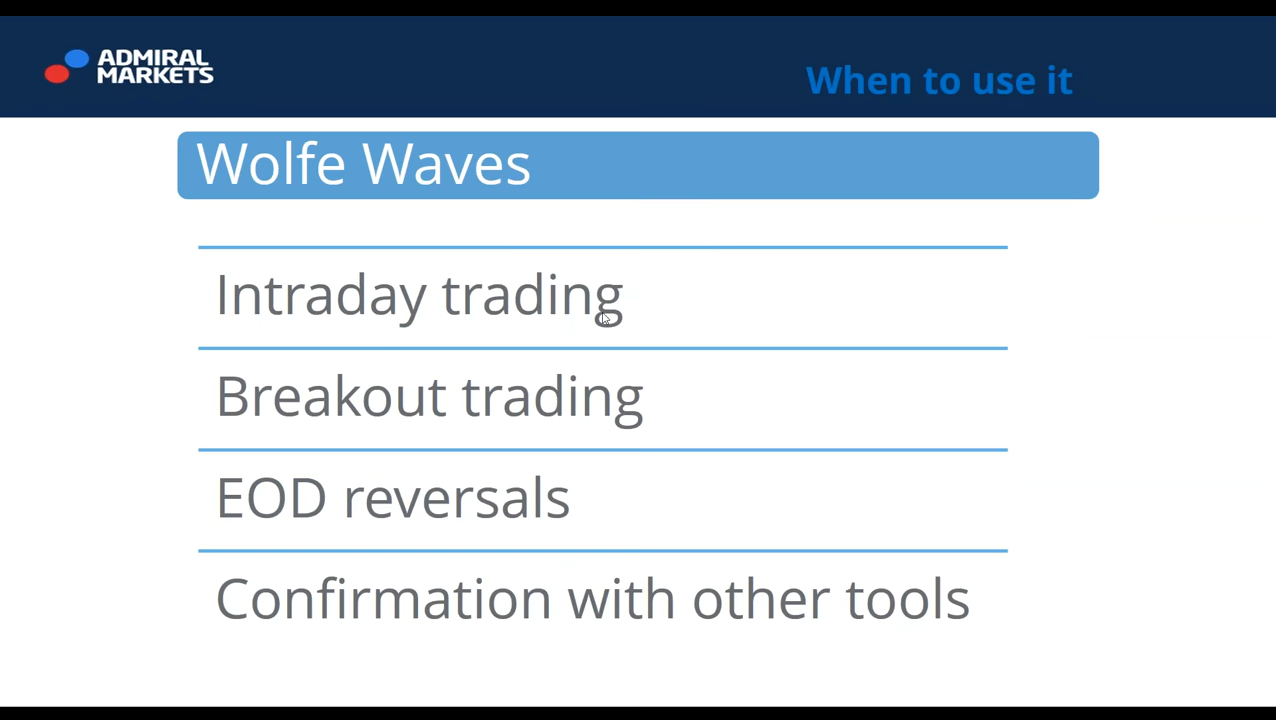 ADMIRAL
MARKETS
When to use it
Wolfe Waves
Intraday trading
Breakout trading
EOD reversals
Confirmation with other tools